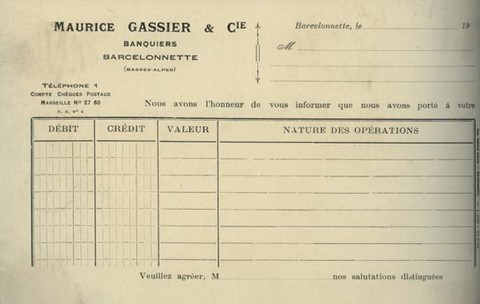 MAURICE GASSIER & CIE
BANQUIERS
BARCELONNETTE
(BASSES-ALPES)
TÉLÉPHONE 1
COMPTE CHÈQUES POSTAUX
MARSEILLE No 27 60
Barcelonnette, le 19
M
Nous avons l'honneur de vous informer que nous avons porté à votre
DÉBIT CRÉDIT VALEUR NATURE DES OPÉRATIONS
Veuillez agréer, M nos salutations distinguées